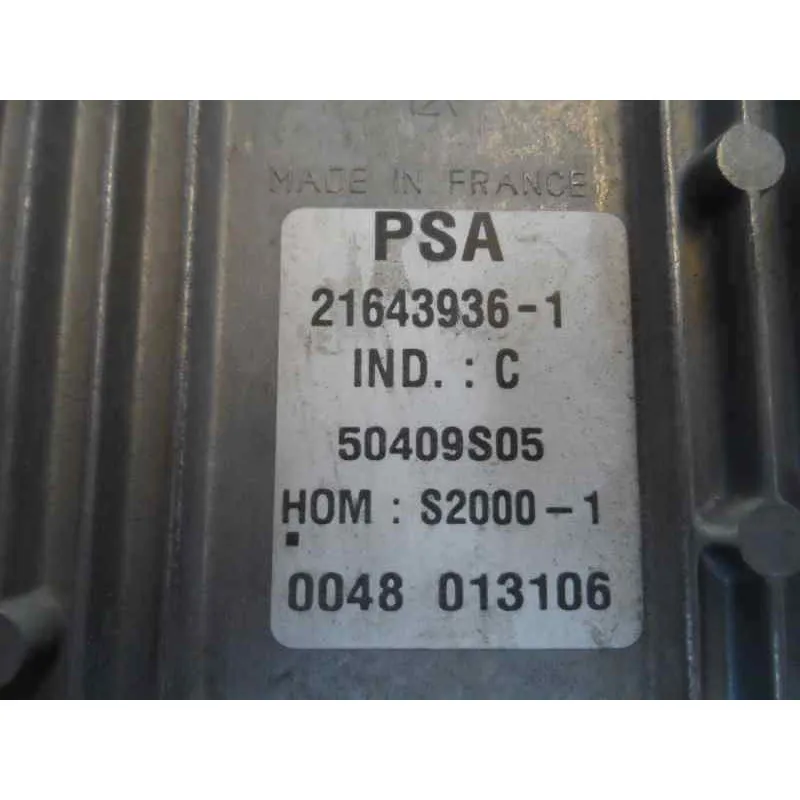 MADE IN FRANCE
PSA
21643936-1
IND. : C
50409S05
HOM : S2000-1
0048 013106